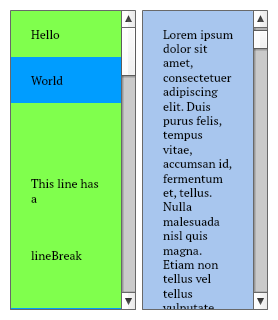 Hello
World
This line has
a
lineBreak
Lorem ipsum
dolor sit
amet,
consectetuer
adipiscing
elit. Duis
purus felis,
tempus
vitae,
accumsan id,
fermentum
et, tellus.
Nulla
malesuada
nisl quis
magna.
Etiam non
tellus vel
tellus
vulputate